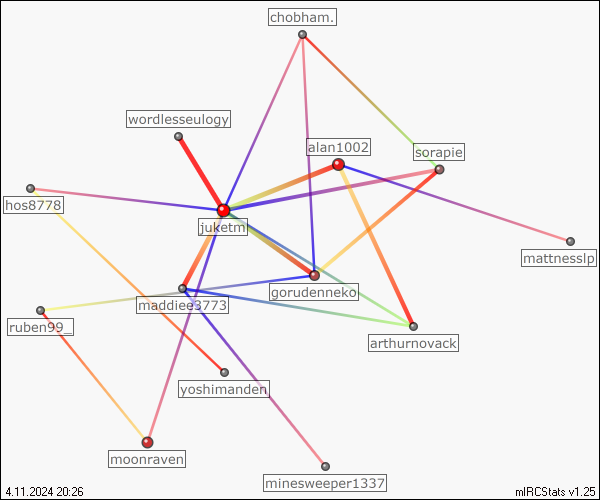 chobham.
wordlesseulogy
alan1002
sorapie
hos8778
juketm
mattnesslp
gorudenneko
maddiee3773
ruben99_
arthurnovack
yoshimanden_
moonraven
minesweeper1337
4.11.2024 20:26
mIRCStats v1.25